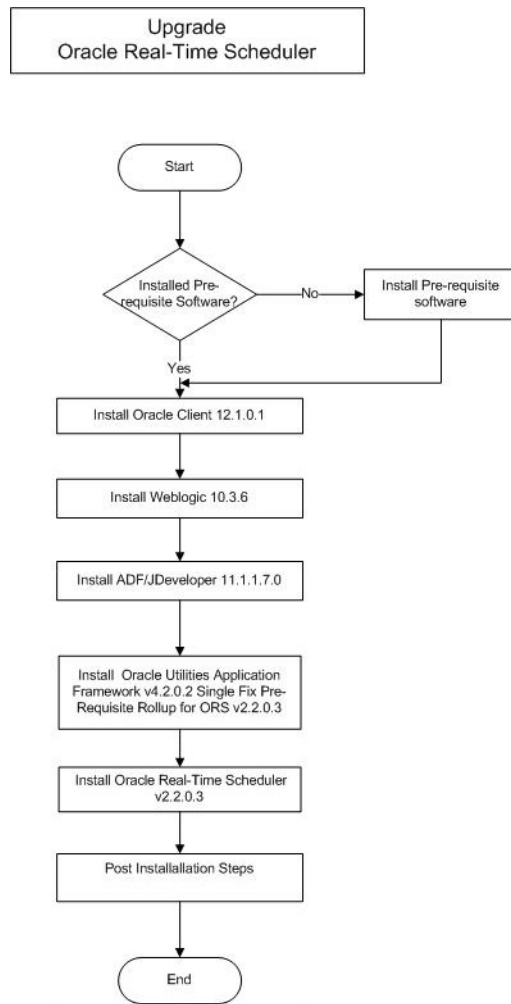 Upgrade
Oracle Real-Time Scheduler
Start
Installed Pre-
requisite Software?
No
Install Pre-requisite
software
Yes
Install Oracle Client 12.1.0.1
Install Weblogic 10.3.6
Install ADF/JDeveloper 11.1.1.7.0
Install Oracle Utilities Application
Framework v4.2.0.2 Single Fix Pre-
Requisite Rollup for ORS v2.2.0.3
Install Oracle Real-Time Scheduler
v2.2.0.3
Post Installallation Steps
End